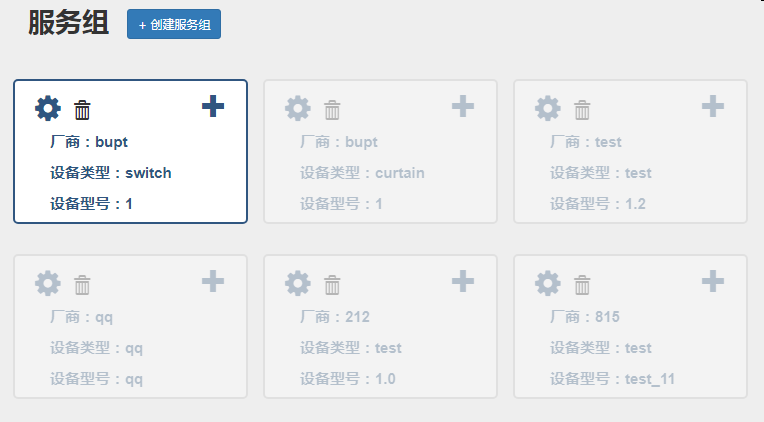 服务组
+ 创建服务组
厂商：bupt
设备类型：switch
设备型号：1
厂商：bupt
设备类型：curtain
设备型号：1
厂商：test
设备类型：test
设备型号：1.2
厂商：qq
设备类型：qq
设备型号：qq
厂商：212
设备类型：test
设备型号：1.0
厂商：815
设备类型：test
设备型号：test_11